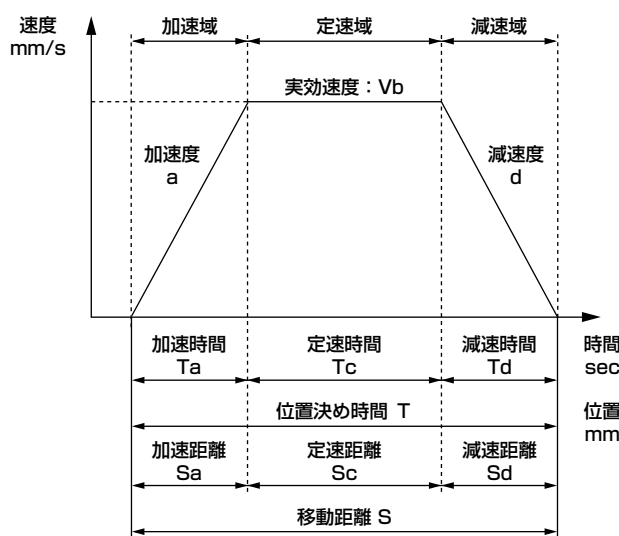 速度
mm/s
加速域
定速域
減速域
実効速度：Vb
加速度
a
減速度
d
加速時間
Ta
定速時間
Tc
減速時間
Td
時間
sec
位置決め時間 T
位置
mm
加速距離
Sa
定速距離
Sc
減速距離
Sd
移動距離 S